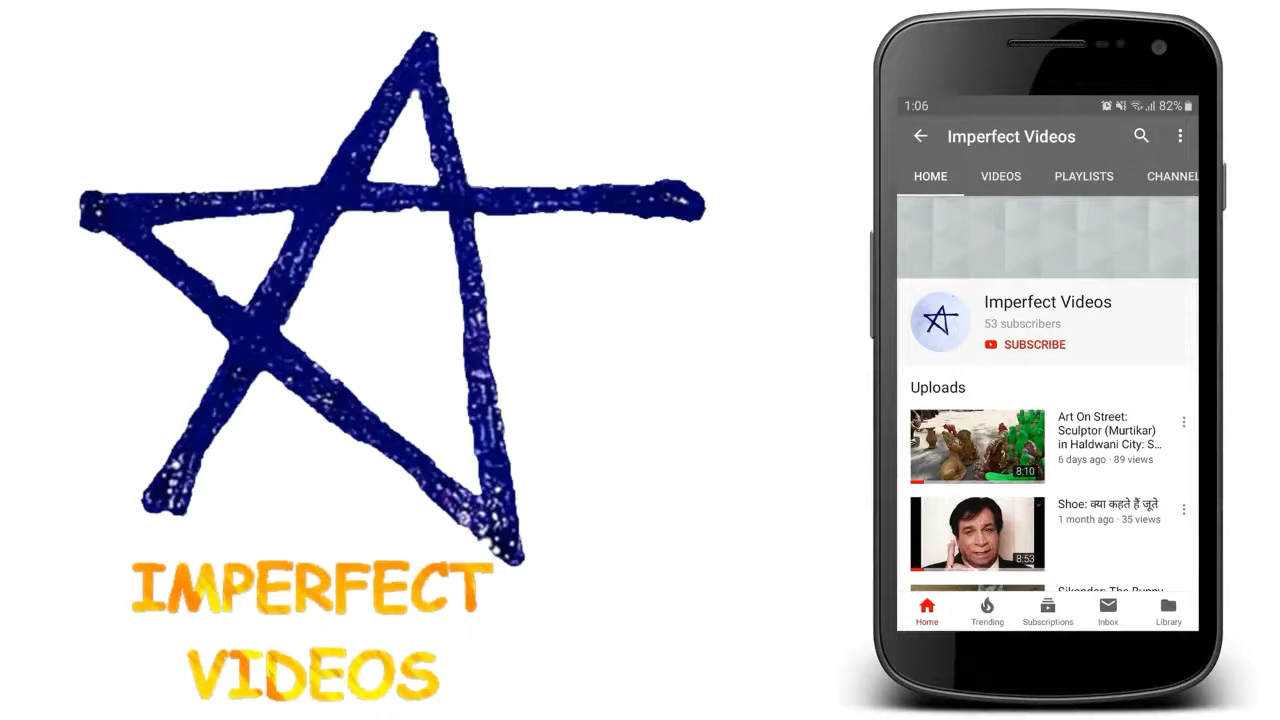 IMPERFECT
VIDEOS
1:06
82%
Imperfect Videos
HOME VIDEOS PLAYLISTS CHANNEL
Imperfect Videos
53 subscribers
SUBSCRIBE
Uploads
Art On Street:
Sculptor (Murtikar)
in Haldwani City: S...
6 days ago · 89 views
8:10
Shoe: क्या कहते हैं जूते
1 month ago · 35 views
8:53
Home Trending Subscriptions Inbox Library